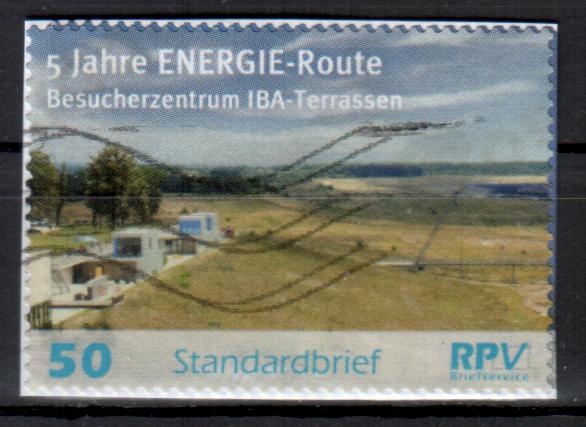 5 Jahre ENERGIE-Route
Besucherzentrum IBA-Terrassen
50 Standardbrief RPV
Briefservice